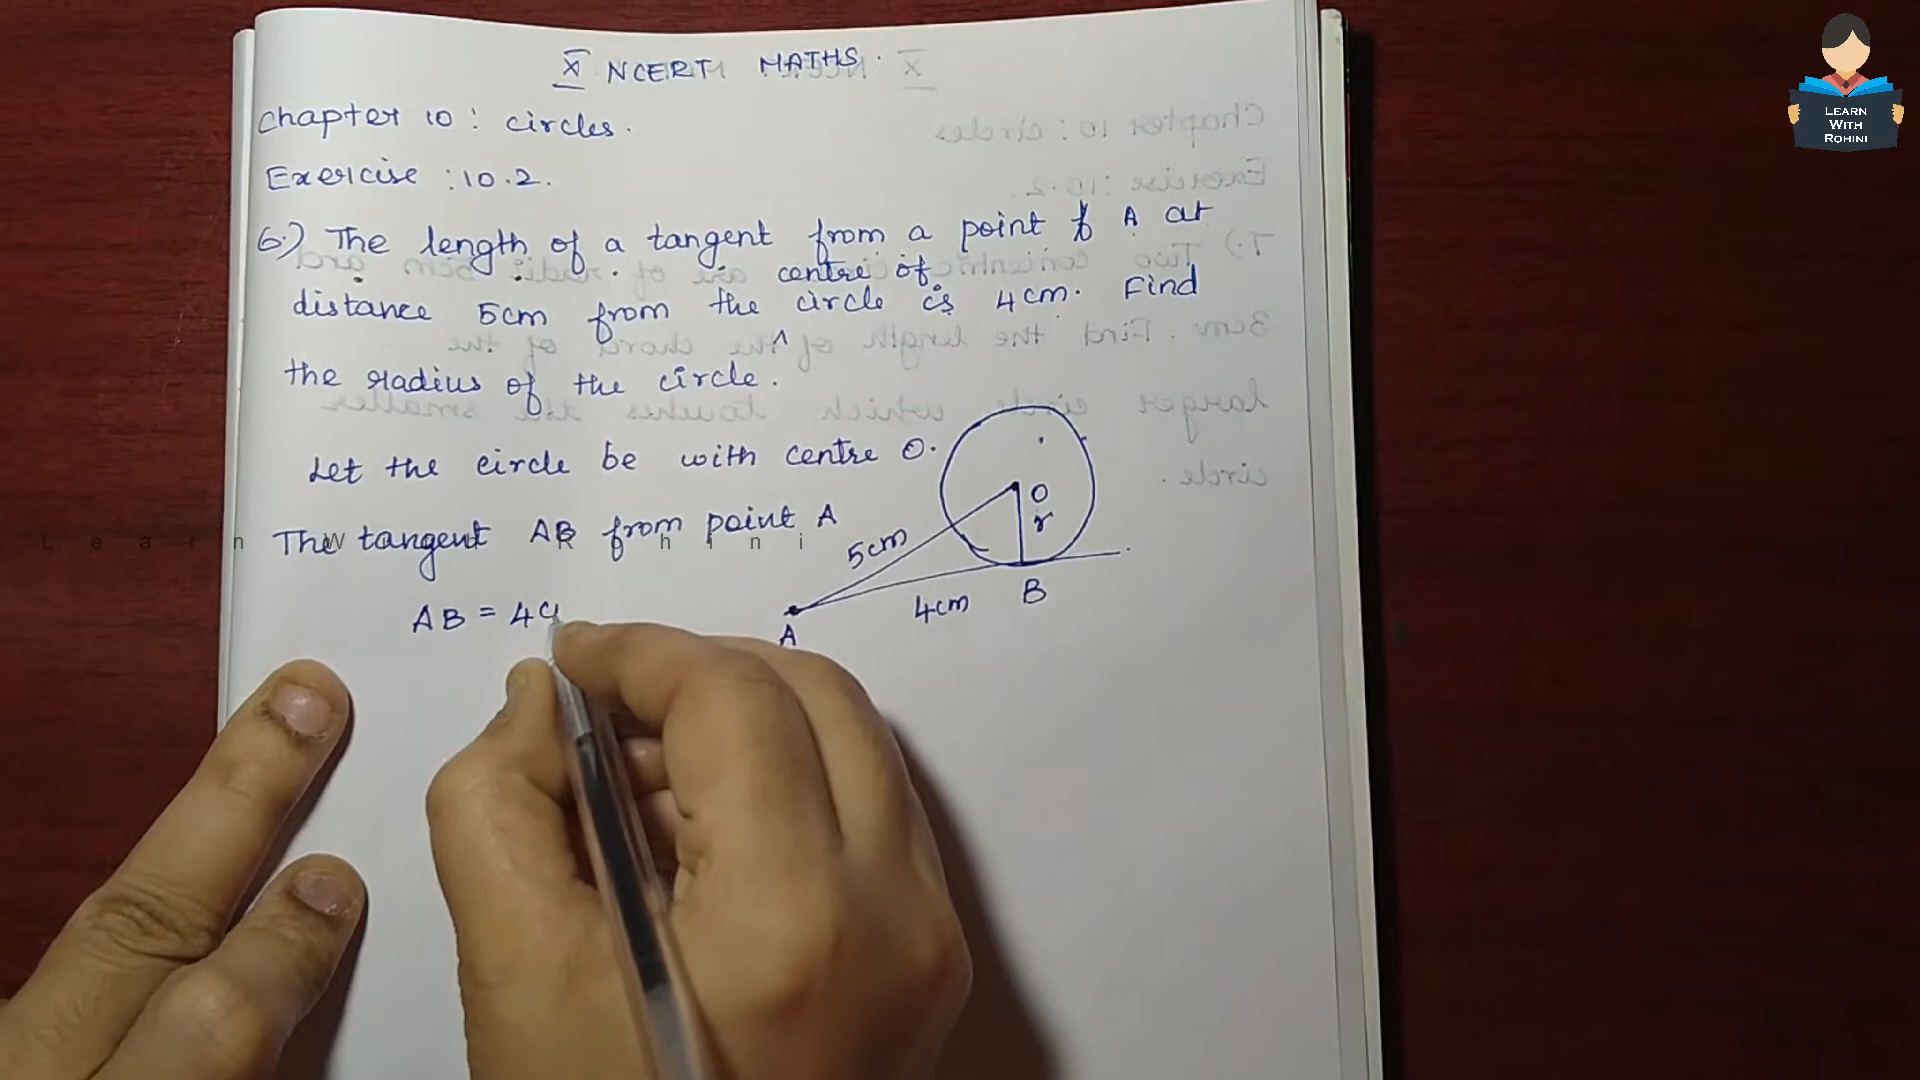 X NCERT MATHS.
Chapter 10: circles.
Exercise :10.2.
6.) The length of a tangent from a point A at
centre of
distance 5cm from the ^ circle is 4cm. Find
the radius of the circle.
Let the circle be with centre O.
The tangent AB from point A
AB = 4c
O
r
5cm
4cm
B
A
LEARN
WITH
ROHINI